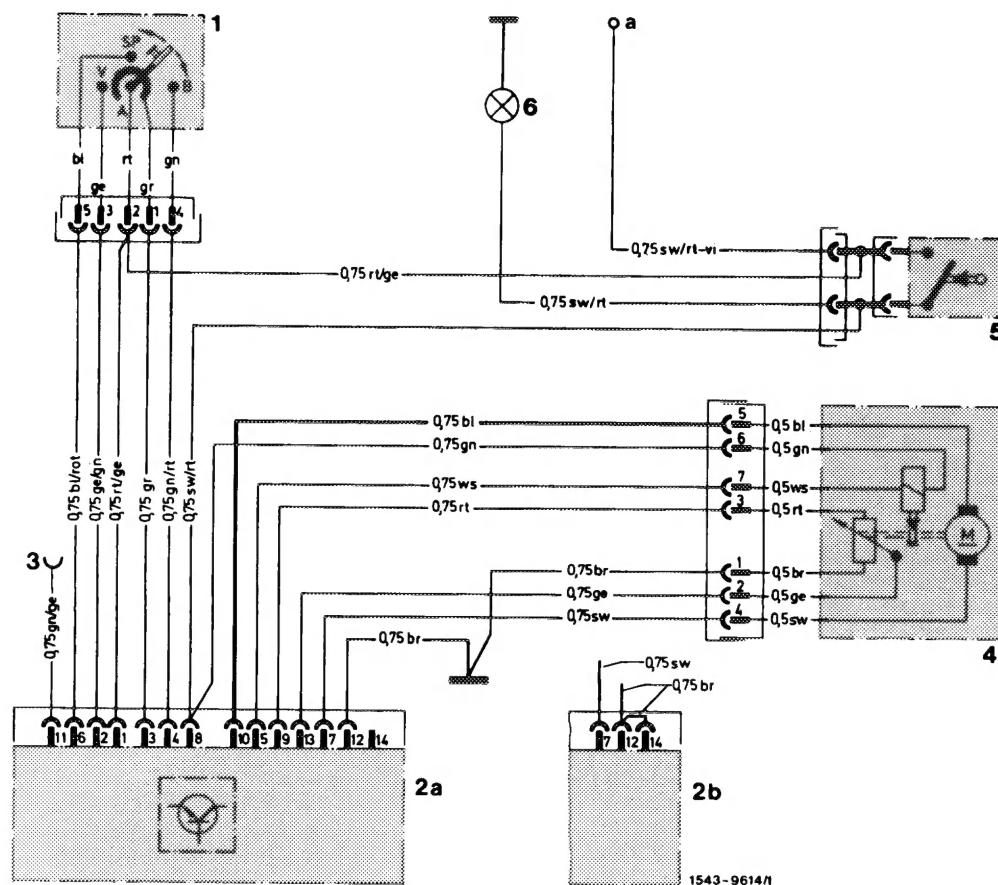 1
SP
V
B
A
bl
rt
gn
ge
gr
5 3 2 1 4
a
6
0,75 sw/rt-vi
0,75 rt/ge
0,75 sw/rt
5
0,75 bl/rot
0,75 ge/gn
0,75 rt/ge
0,75 gr
0,75 gn/rt
0,75 sw/rt
0,75 bl
5
0,5 bl
0,75 gn
6
0,5 gn
0,75 ws
7
0,5 ws
0,75 rt
3
0,5 rt
M
3
0,75 gn/ge
0,75 br
1
0,5 br
0,75 ge
2
0,5 ge
0,75 sw
4
0,5 sw
0,75 br
4
0,75 sw
0,75 br
11 6 2 1 3 4 8 10 5 9 13 7 12 14
7 12 14
2a
2b
1543-9614/1